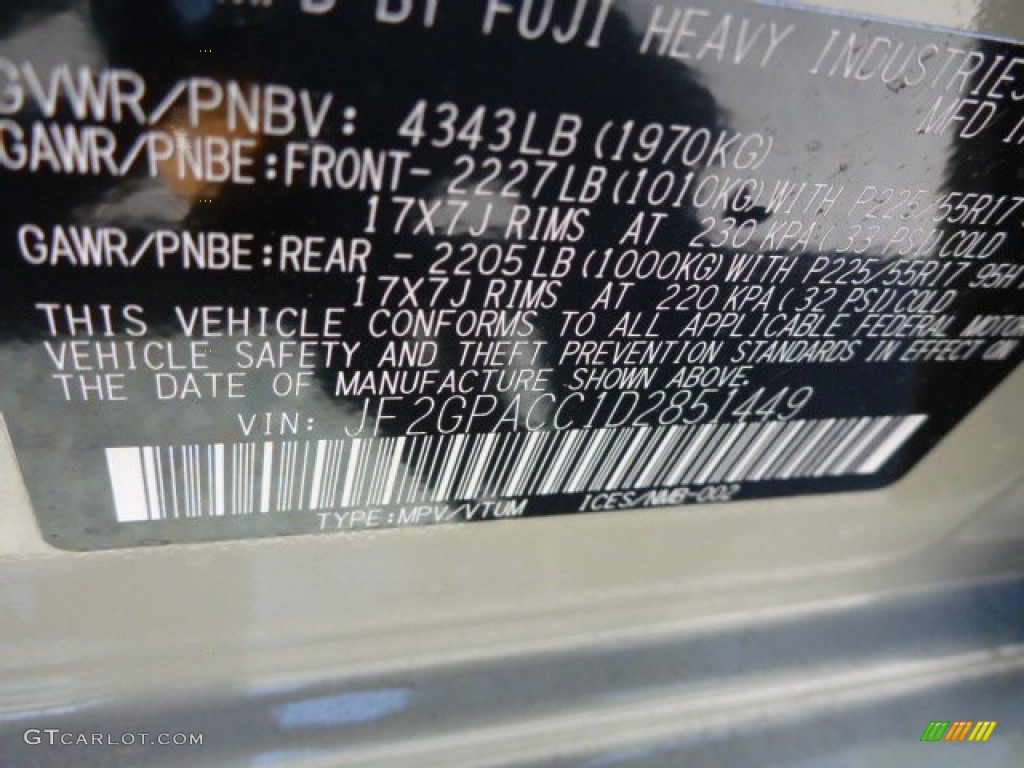 BY FUJI HEAVY INDUSTRIES
MFD I
GVWR/PNBV: 4343LB (1970KG)
GAWR/PNBE:FRONT- 2227LB(1010KG)WITH P225/55R17
17X7J RIMS AT 230 KPA( 33 PSI)COLD
GAWR/PNBE:REAR - 2205LB(1000KG)WITH P225/55R17 95H
17X7J RIMS AT 220 KPA( 32 PSI)COLD
THIS VEHICLE CONFORMS TO ALL APPLICABLE FEDERAL MOTOR
VEHICLE SAFETY AND THEFT PREVENTION STANDARDS IN EFFECT ON
THE DATE OF MANUFACTURE SHOWN ABOVE.
VIN: JF2GPACC1D2851449
TYPE:MPV/VTUM ICES/NMB-002
GTCARLOT.COM